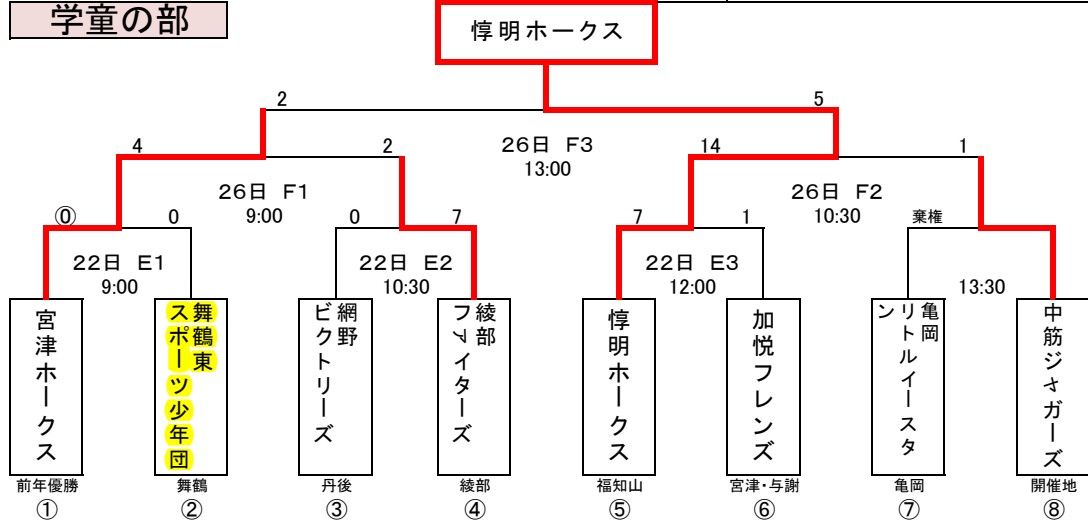 学童の部
惇明ホークス
2
5
4
2
26日 F3
13:00
14
1
26日 F1
9:00
26日 F2
10:30
⓪
0
0
7
7
1
棄権
22日 E1
9:00
22日 E2
10:30
22日 E3
12:00
13:30
宮津ホークス
舞鶴東
スポーツ少年団
網野
ビクトリーズ
綾部
ファイターズ
惇明ホークス
加悦フレンズ
亀岡
リトルイースタ
ン
中筋ジャガーズ
前年優勝
舞鶴
丹後
綾部
福知山
宮津・与謝
亀岡
開催地
①
②
③
④
⑤
⑥
⑦
⑧